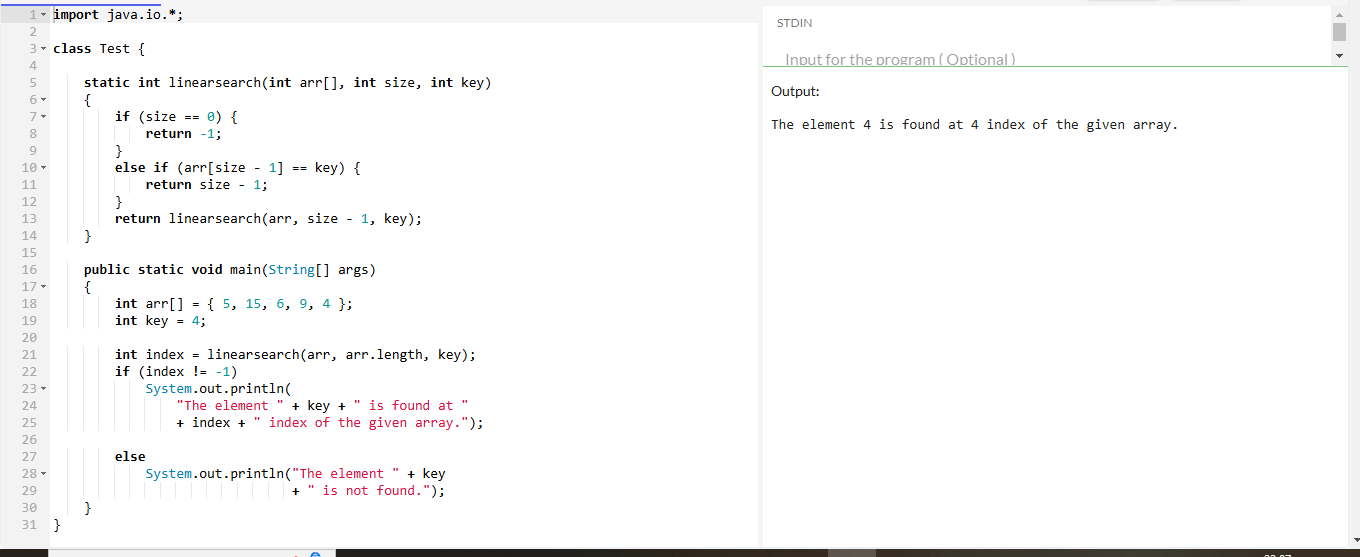 1 import java.io.*;
2
3 class Test {
4
5 static int linearsearch(int arr[], int size, int key)
6 {
7 if (size == 0) {
8 return -1;
9 }
10 else if (arr[size - 1] == key) {
11 return size - 1;
12 }
13 return linearsearch(arr, size - 1, key);
14 }
15
16 public static void main(String[] args)
17 {
18 int arr[] = { 5, 15, 6, 9, 4 };
19 int key = 4;
20
21 int index = linearsearch(arr, arr.length, key);
22 if (index != -1)
23 System.out.println(
24 "The element " + key + " is found at "
25 + index + " index of the given array.");
26
27 else
28 System.out.println("The element " + key
29 + " is not found.");
30 }
31 }
STDIN
Input for the program ( Optional )
Output:
The element 4 is found at 4 index of the given array.